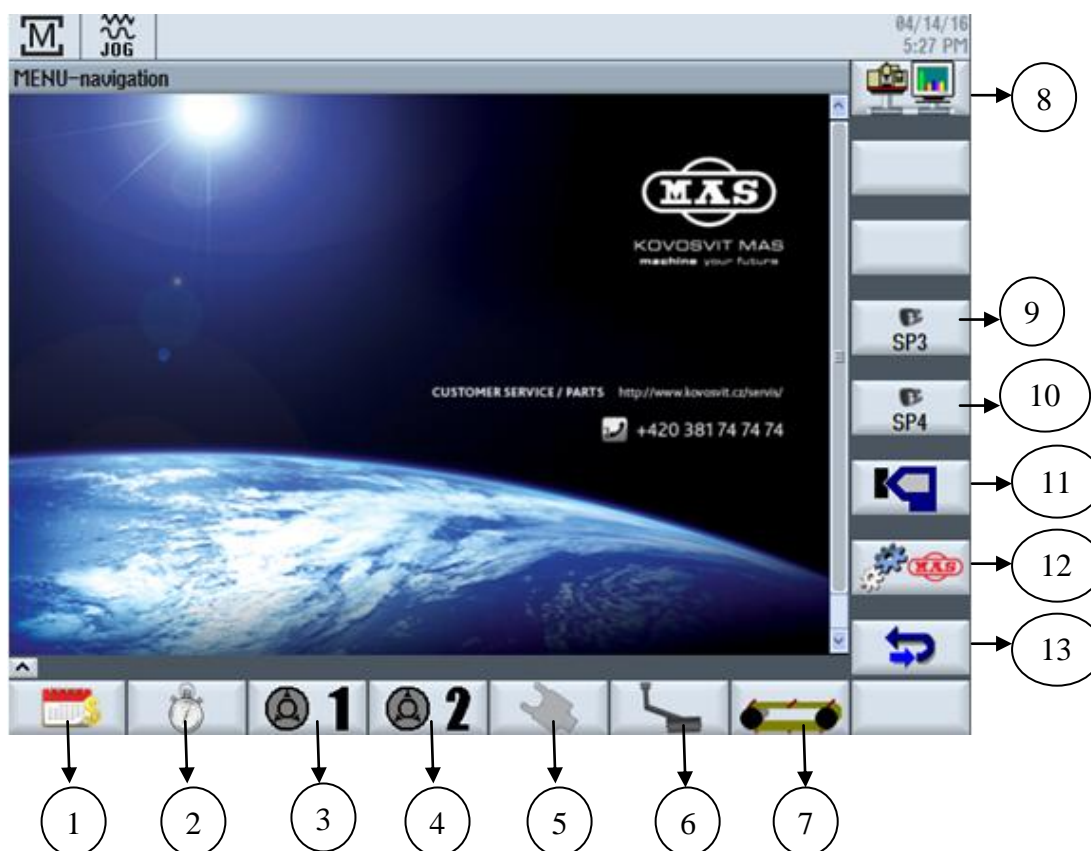 M
JOG
04/14/16
5:27 PM
MENU-navigation
8
MAS
KOVOSVIT MAS
machine your future
9
SP3
CUSTOMER SERVICE / PARTS http://www.kovosvit.cz/servis/
+420 381 74 74 74
10
SP4
11
MAS
12
13
1
2
1
2
3
4
5
6
7